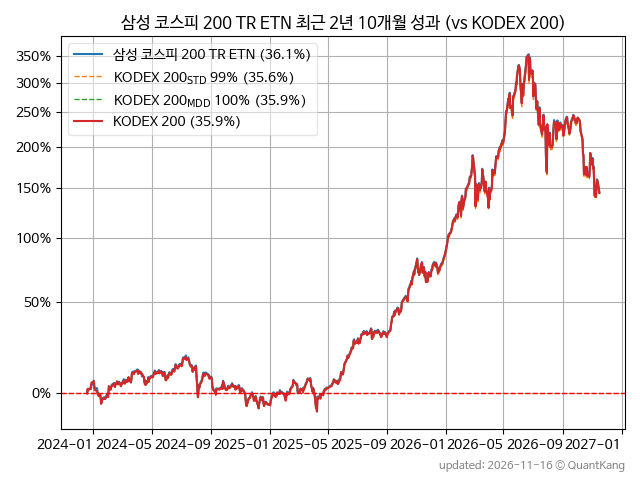 삼성 코스피 200 TR ETN 최근 2년 10개월 성과 (vs KODEX 200)
삼성 코스피 200 TR ETN (36.1%)
KODEX 200STD 99% (35.6%)
KODEX 200MDD 100% (35.9%)
KODEX 200 (35.9%)
350%
300%
250%
200%
150%
100%
50%
0%
2024-01 2024-05 2024-09 2025-01 2025-05 2025-09 2026-01 2026-05 2026-09 2027-01
updated: 2026-11-16 © QuantKang